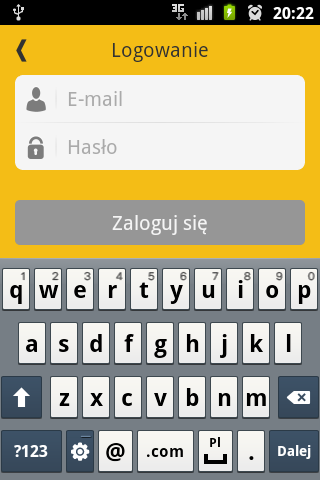 3G 20:22
Logowanie
E-mail
Hasło
Zaloguj się
1 2 3 4 5 6 7 8 9 0
q w e r t y u i o p
a s d f g h j k l
z x c v b n m
?123 @ .com Pl . Dalej